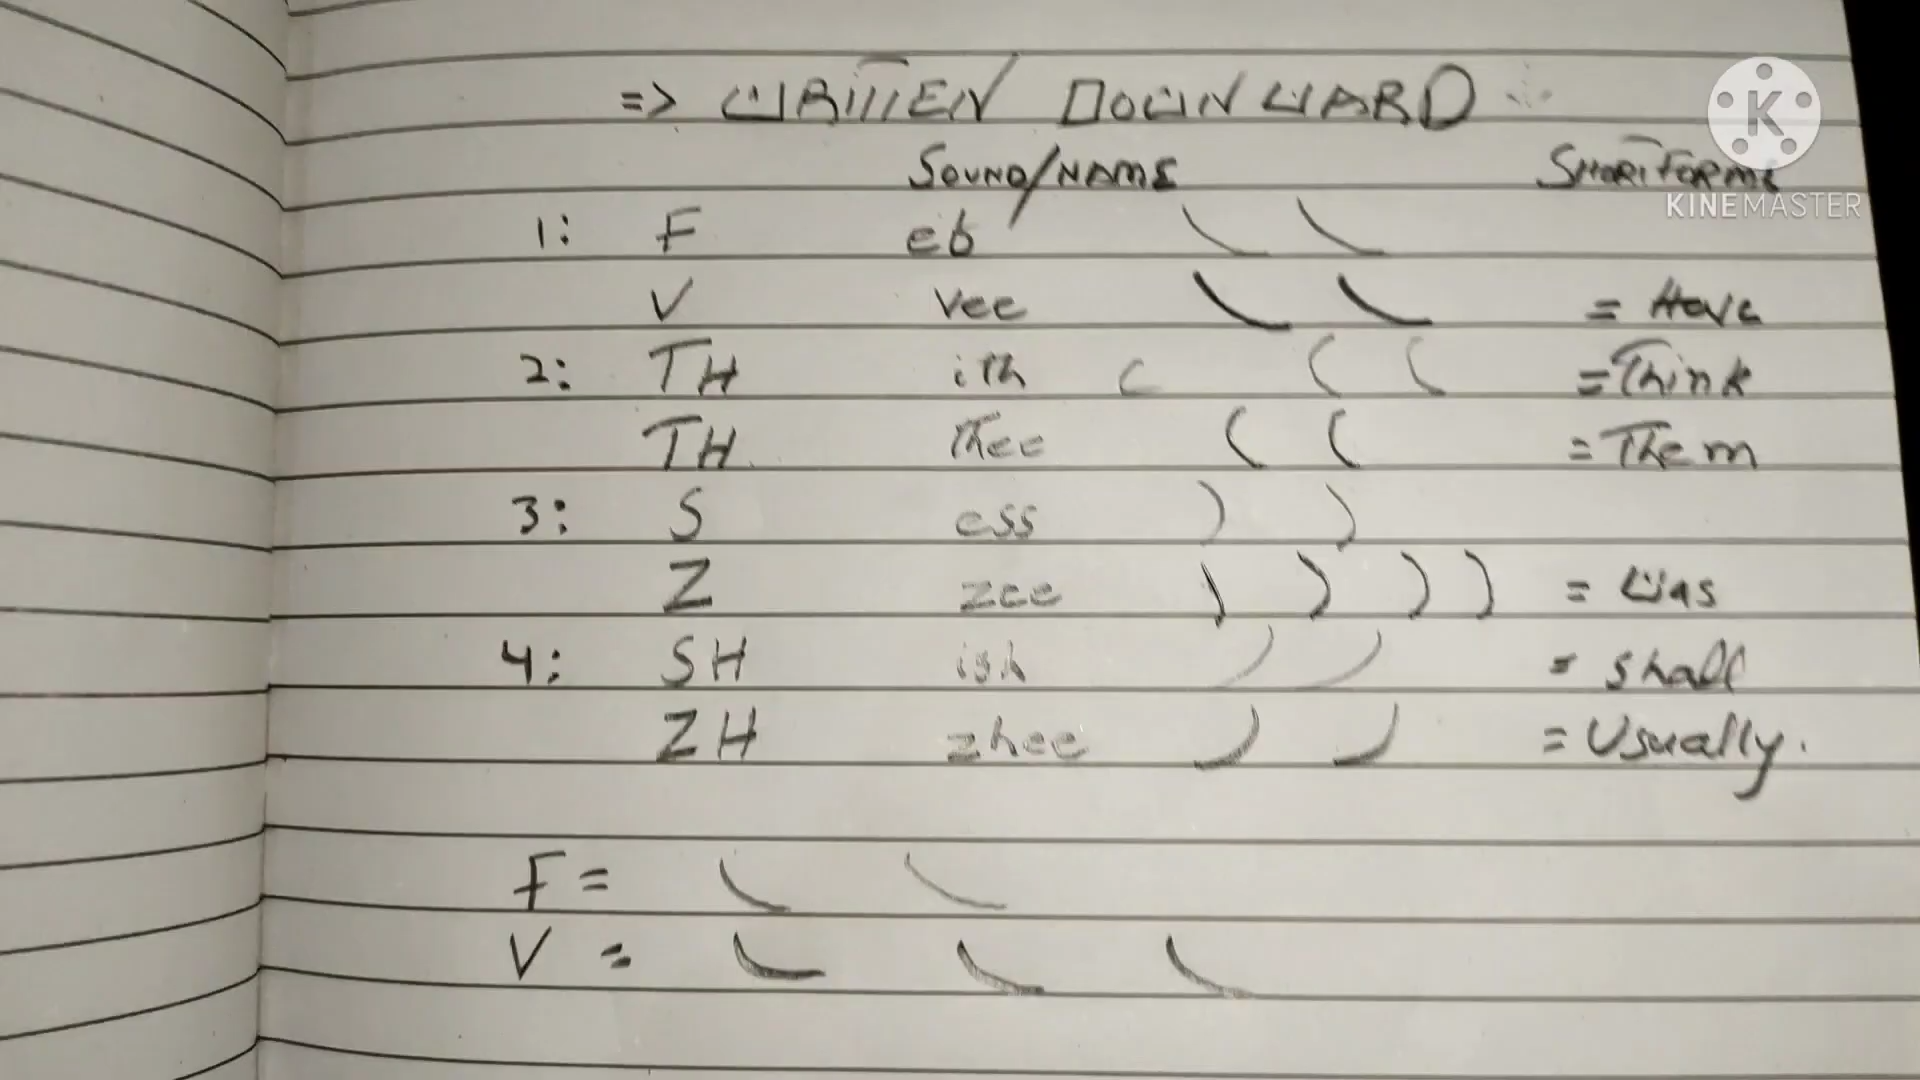 => WRITTEN DOWNWARD
SOUND/NAME SHORTFORMS
KINEMASTER
1: F eb
V Vee = Have
2: TH ith = Think
TH Thee = Them
3: S ess
Z zee = Was
4: SH ish = shall
ZH zhee = Usually.
F =
V =